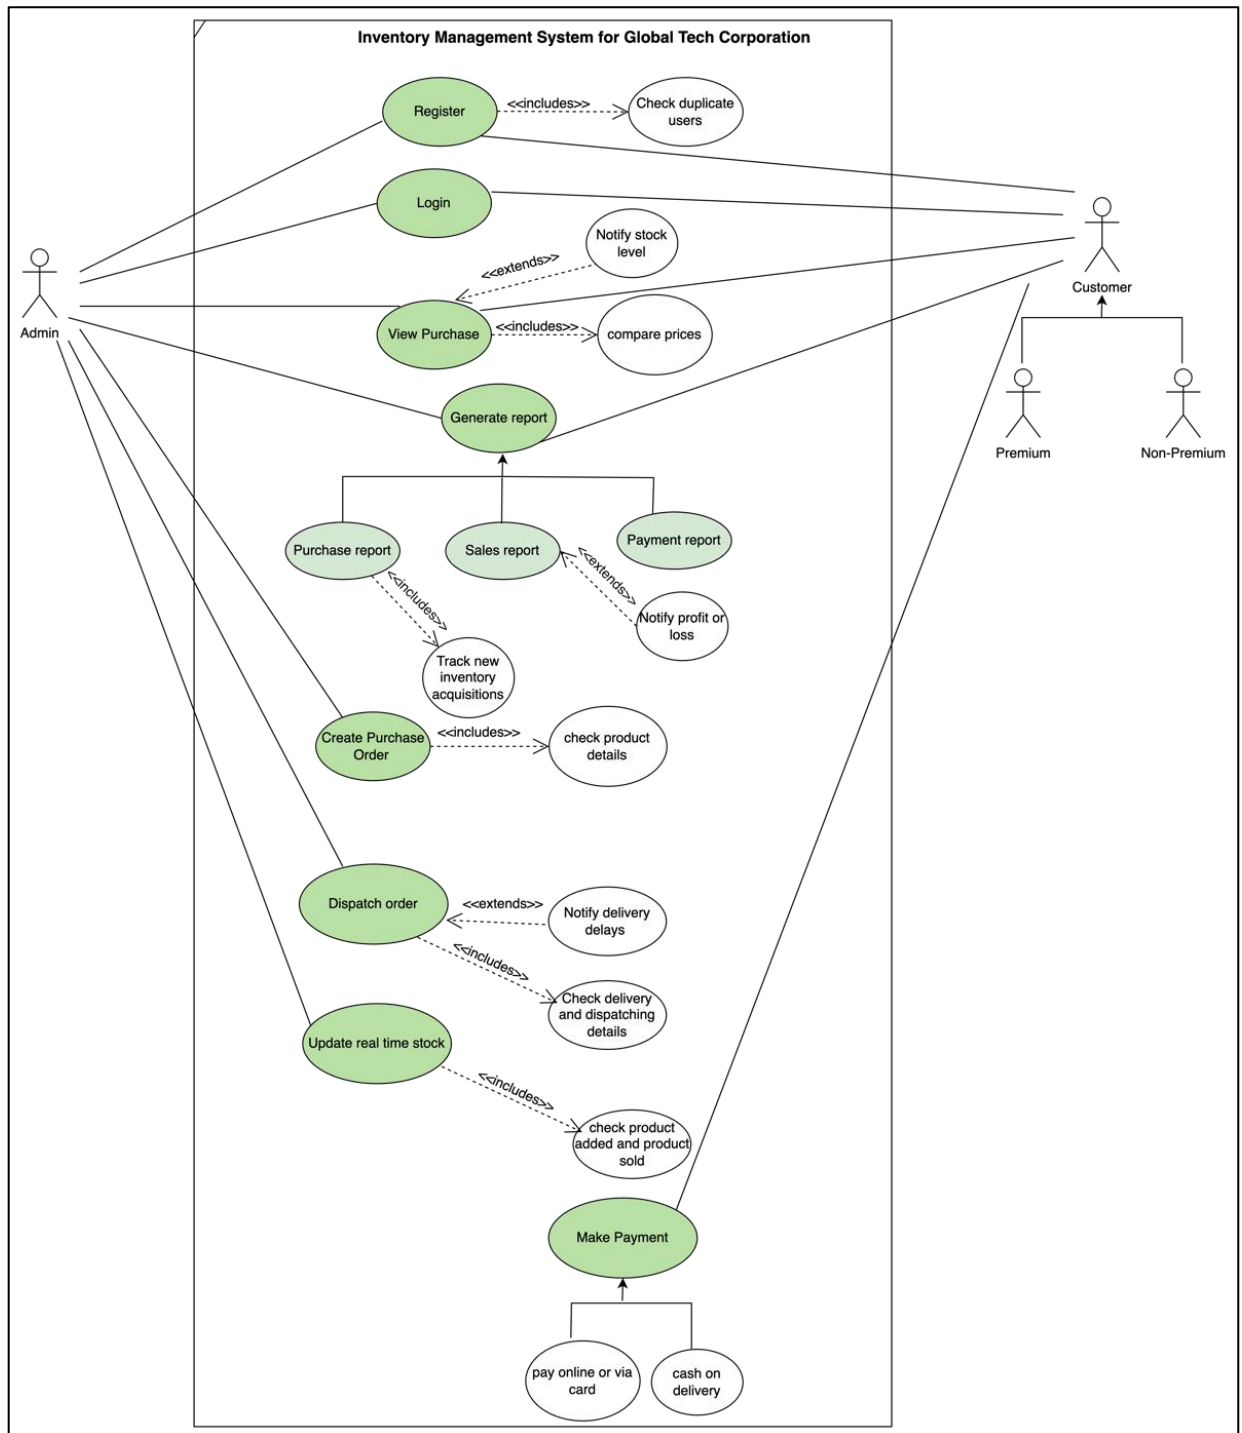 Inventory Management System for Global Tech Corporation
Register
<<includes>>
Check duplicate
users
Login
Notify stock
level
<<extends>>
View Purchase
<<includes>>
compare prices
Admin
Customer
Generate report
Premium
Non-Premium
Purchase report
Sales report
Payment report
<<includes>>
<<extends>>
Notify profit or
loss
Track new
inventory
acquisitions
Create Purchase
Order
<<includes>>
check product
details
Dispatch order
<<extends>>
Notify delivery
delays
<<includes>>
Check delivery
and dispatching
details
Update real time stock
<<includes>>
check product
added and product
sold
Make Payment
pay online or via
card
cash on
delivery